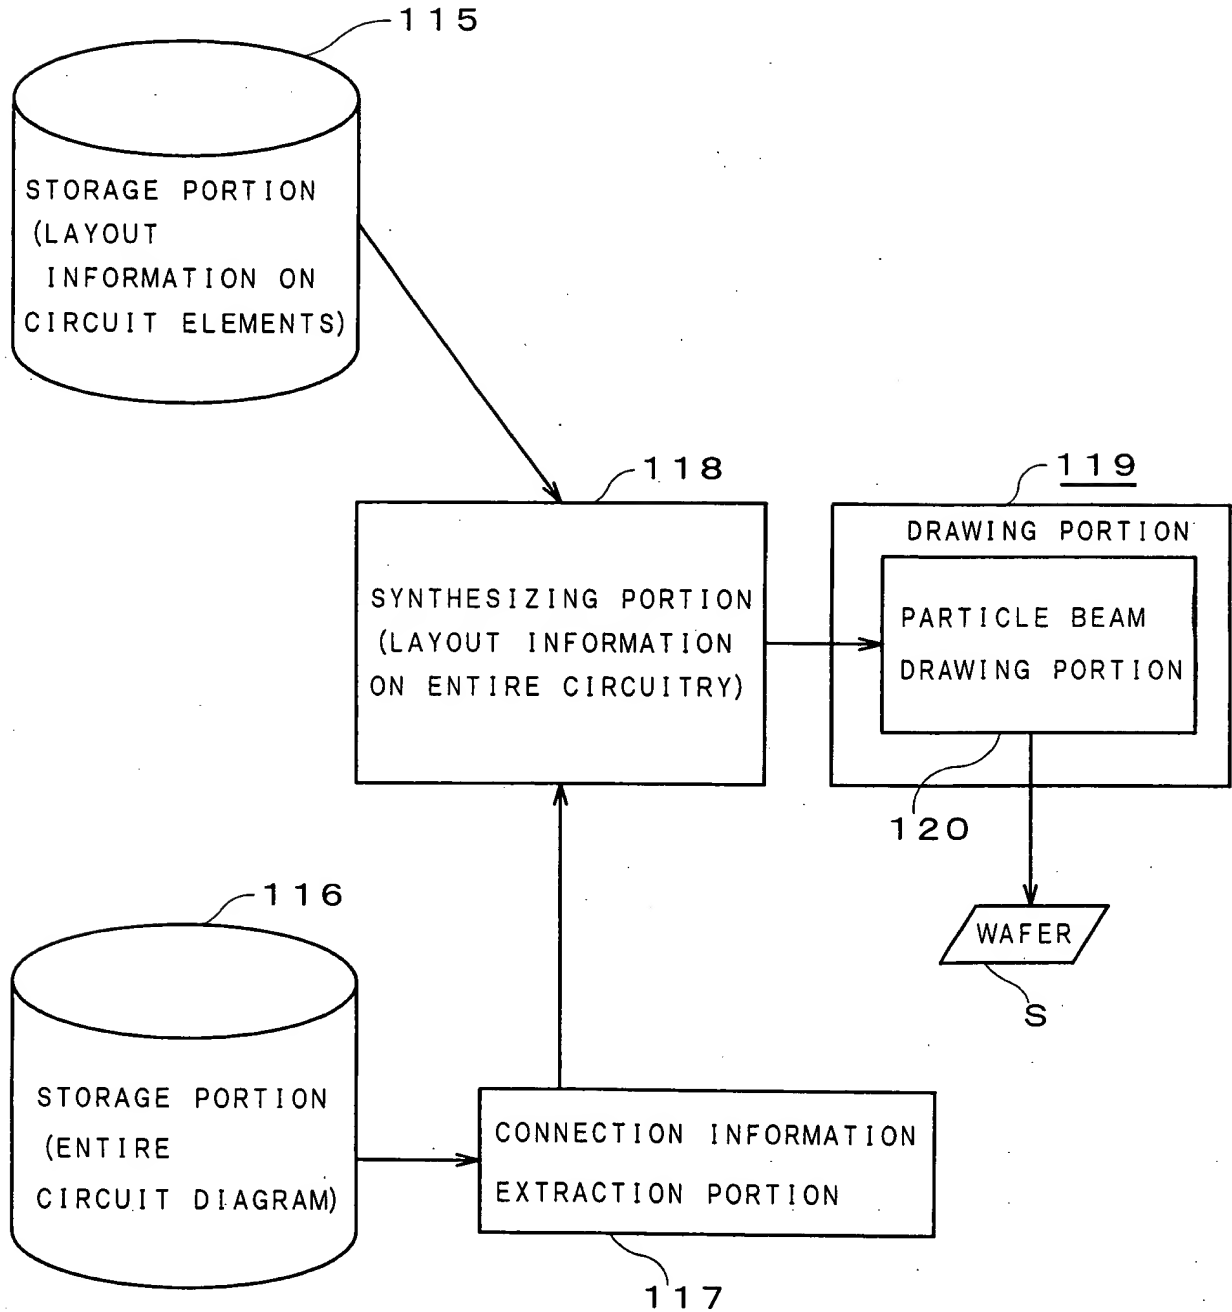 115
STORAGE PORTION
(LAYOUT
INFORMATION ON
CIRCUIT ELEMENTS)
118
SYNTHESIZING PORTION
(LAYOUT INFORMATION
ON ENTIRE CIRCUITRY)
119
DRAWING PORTION
PARTICLE BEAM
DRAWING PORTION
120
WAFER
S
116
STORAGE PORTION
(ENTIRE
CIRCUIT DIAGRAM)
CONNECTION INFORMATION
EXTRACTION PORTION
117